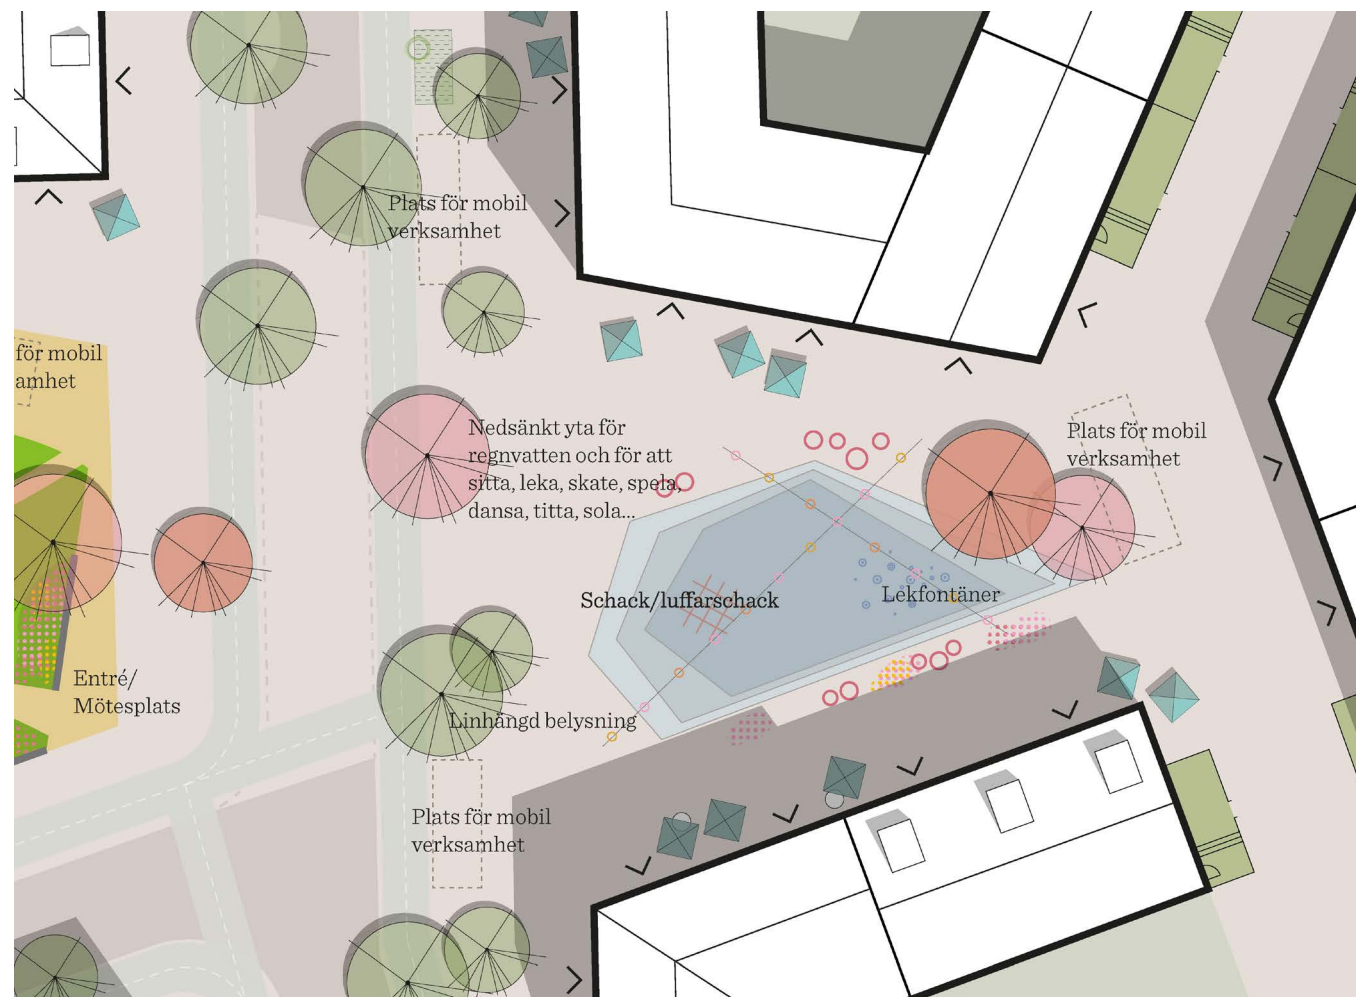 Plats för mobil
verksamhet
för mobil
amhet
Nedsänkt yta för
regnvatten och för att
sitta, leka, skate, spela,
dansa, titta, sola...
Plats för mobil
verksamhet
Schack/luffarschack
Lekfontäner
Entré/
Mötesplats
Linhängd belysning
Plats för mobil
verksamhet